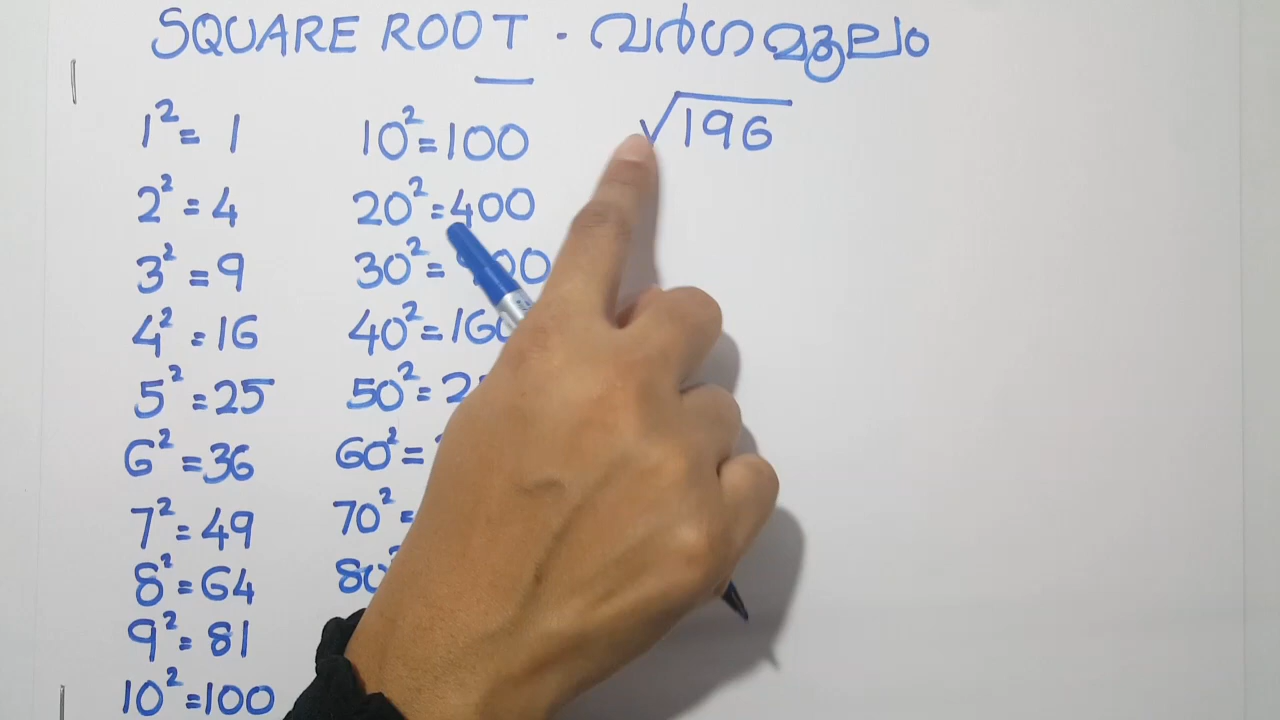 SQUARE ROOT - വർഗമൂലം
1² = 1
2² = 4
3² = 9
4² = 16
5² = 25
6² = 36
7² = 49
8² = 64
9² = 81
10² = 100
10² = 100
20² = 400
30² =
40² =
50² =
60² =
70² =
80²
√196